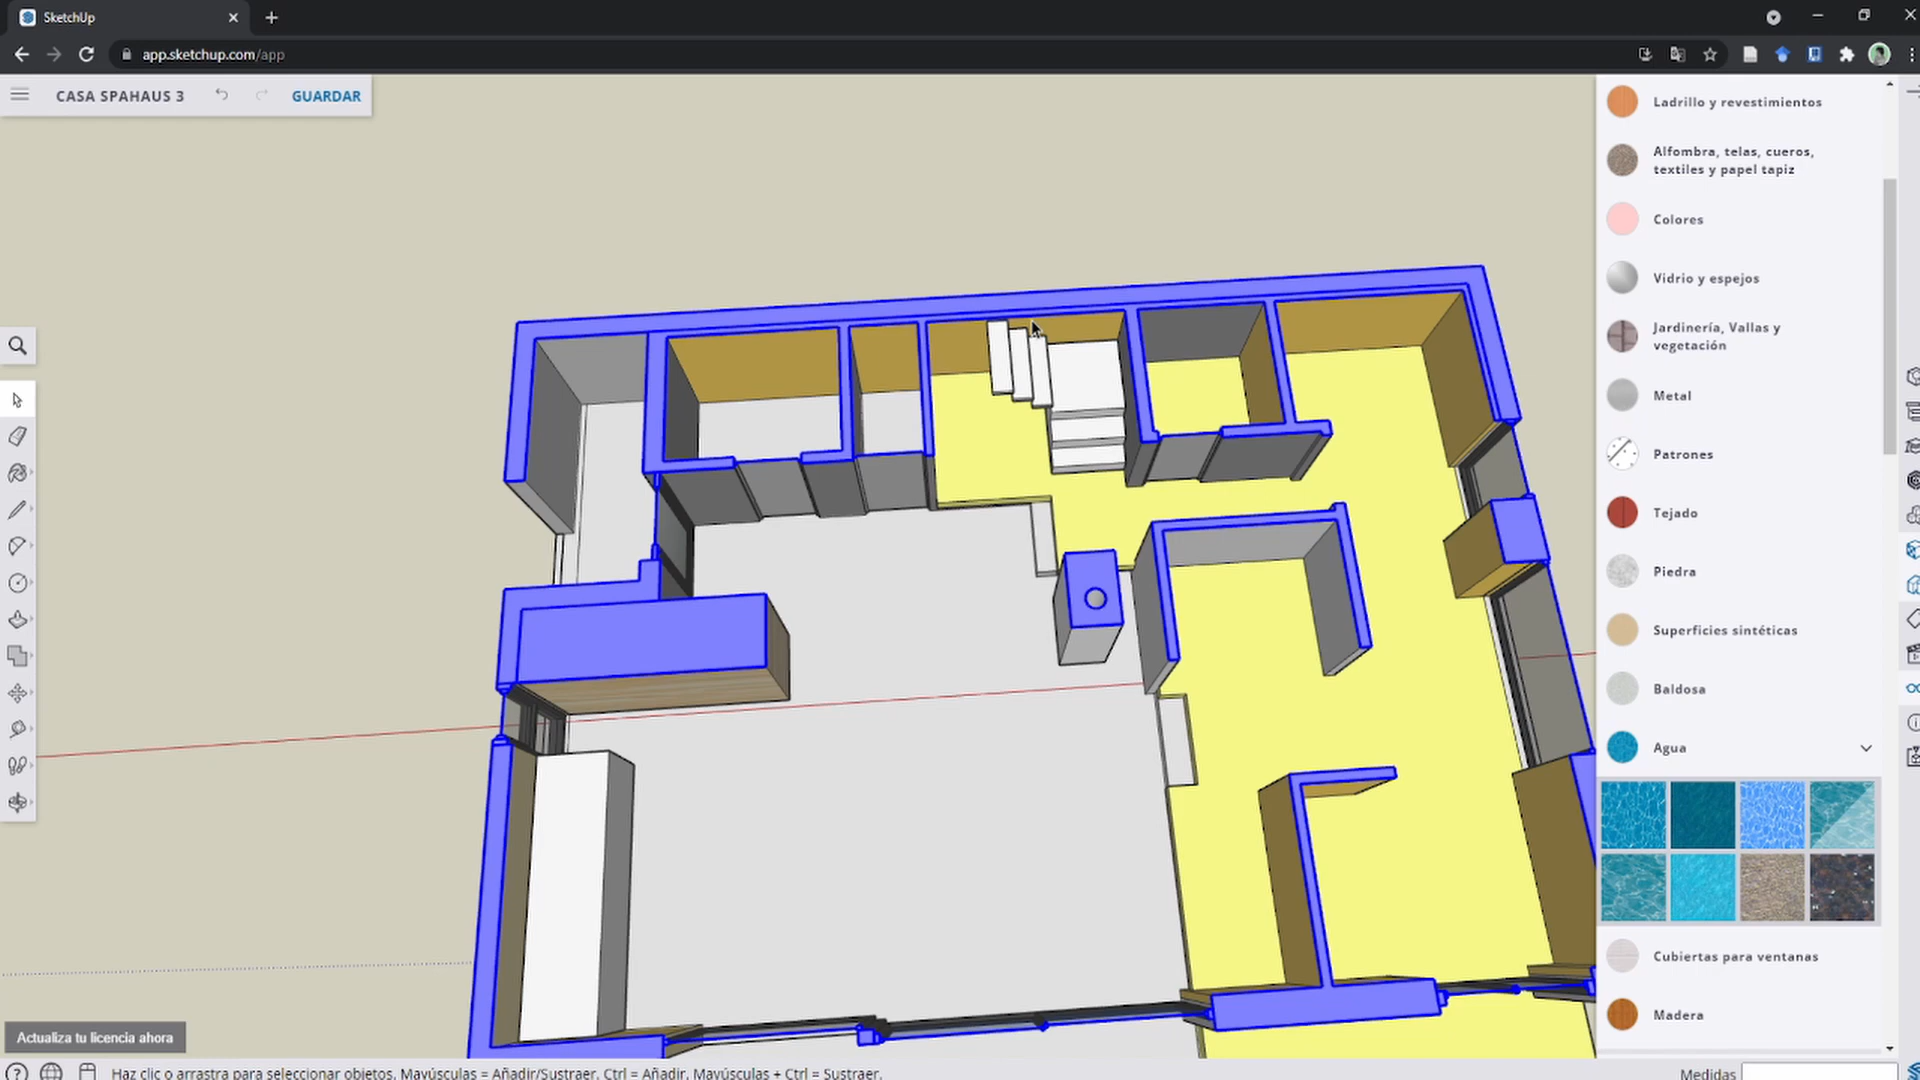 SketchUp
app.sketchup.com/app
CASA SPAHAUS 3
GUARDAR
Ladrillo y revestimientos
Alfombra, telas, cueros,
textiles y papel tapiz
Colores
Vidrio y espejos
Jardinería, Vallas y
vegetación
Metal
Patrones
Tejado
Piedra
Superficies sintéticas
Baldosa
Agua
Cubiertas para ventanas
Madera
Actualiza tu licencia ahora
Haz clic o arrastra para seleccionar objetos. Mayúsculas = Añadir/Sustraer. Ctrl = Añadir. Mayúsculas + Ctrl = Sustraer.
Medidas